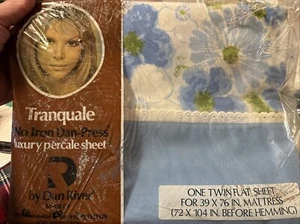 Tranquale
No Iron Dan-Press
luxury percale sheet
R
by Dan River
ONE TWIN FLAT SHEET
FOR 39 X 76 IN. MATTRESS
(72 X 104 IN. BEFORE HEMMING)